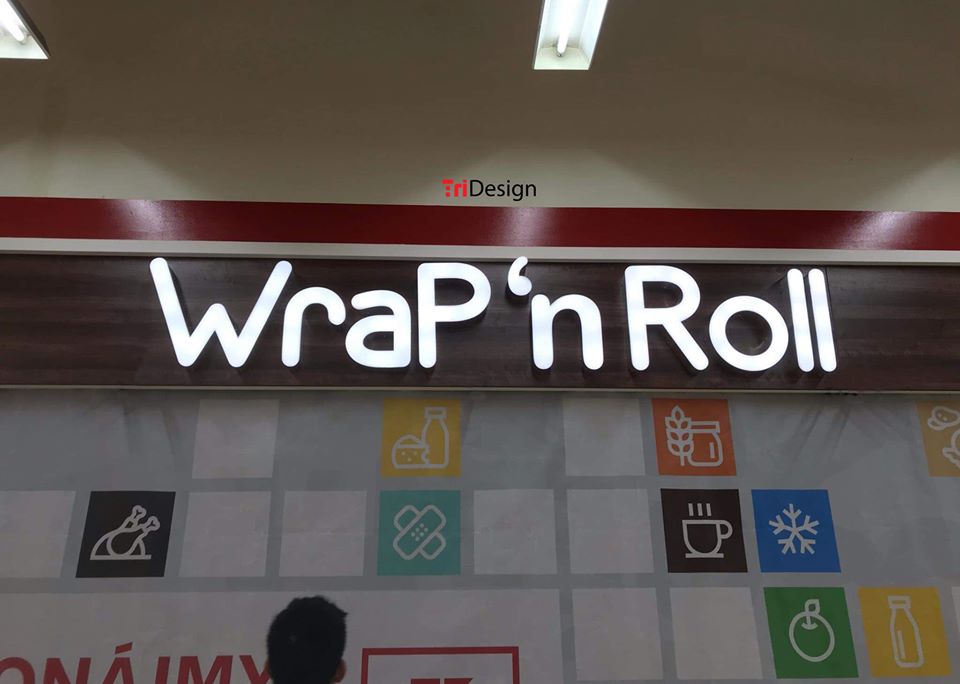 TriDesign
WraP 'n Roll